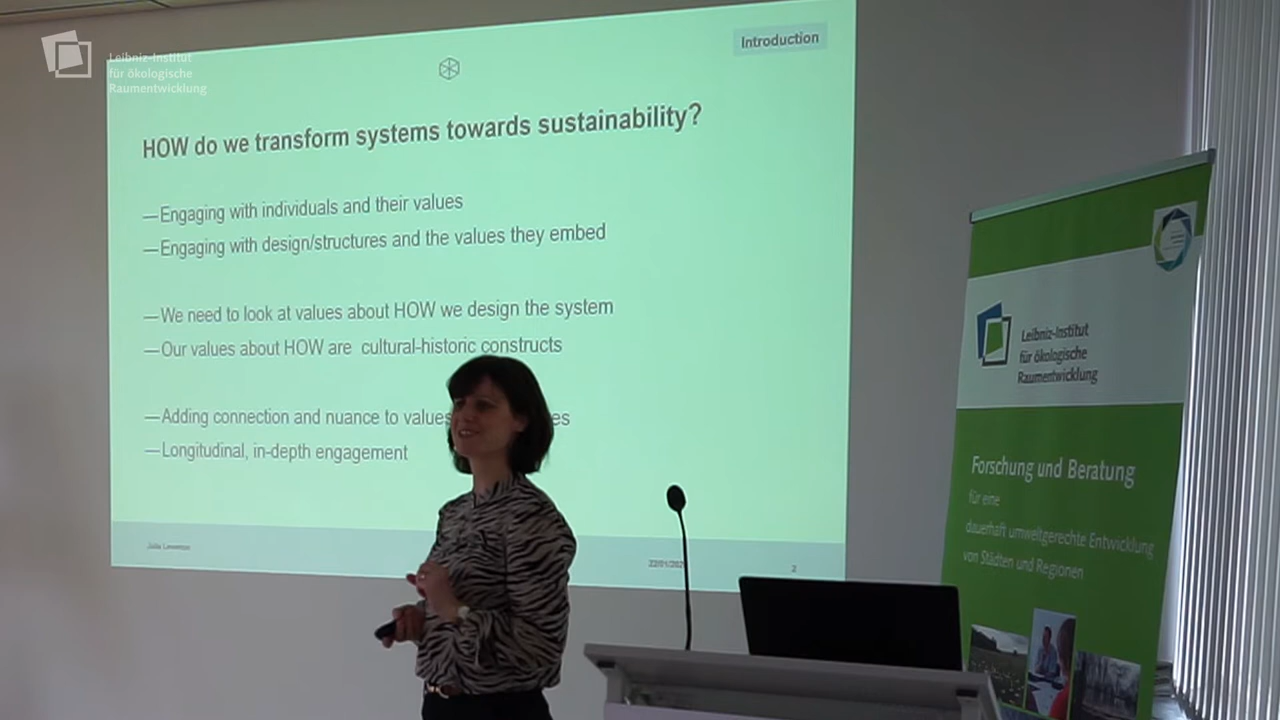 Leibniz-Institut
für ökologische
Raumentwicklung
Introduction
HOW do we transform systems towards sustainability?
—Engaging with individuals and their values
—Engaging with design/structures and the values they embed
—We need to look at values about HOW we design the system
—Our values about HOW are cultural-historic constructs
—Adding connection and nuance to values
—Longitudinal, in-depth engagement
2
Leibniz-Institut
für ökologische
Raumentwicklung
Forschung und Beratung
für eine
dauerhaft umweltgerechte Entwicklung
von Städten und Regionen